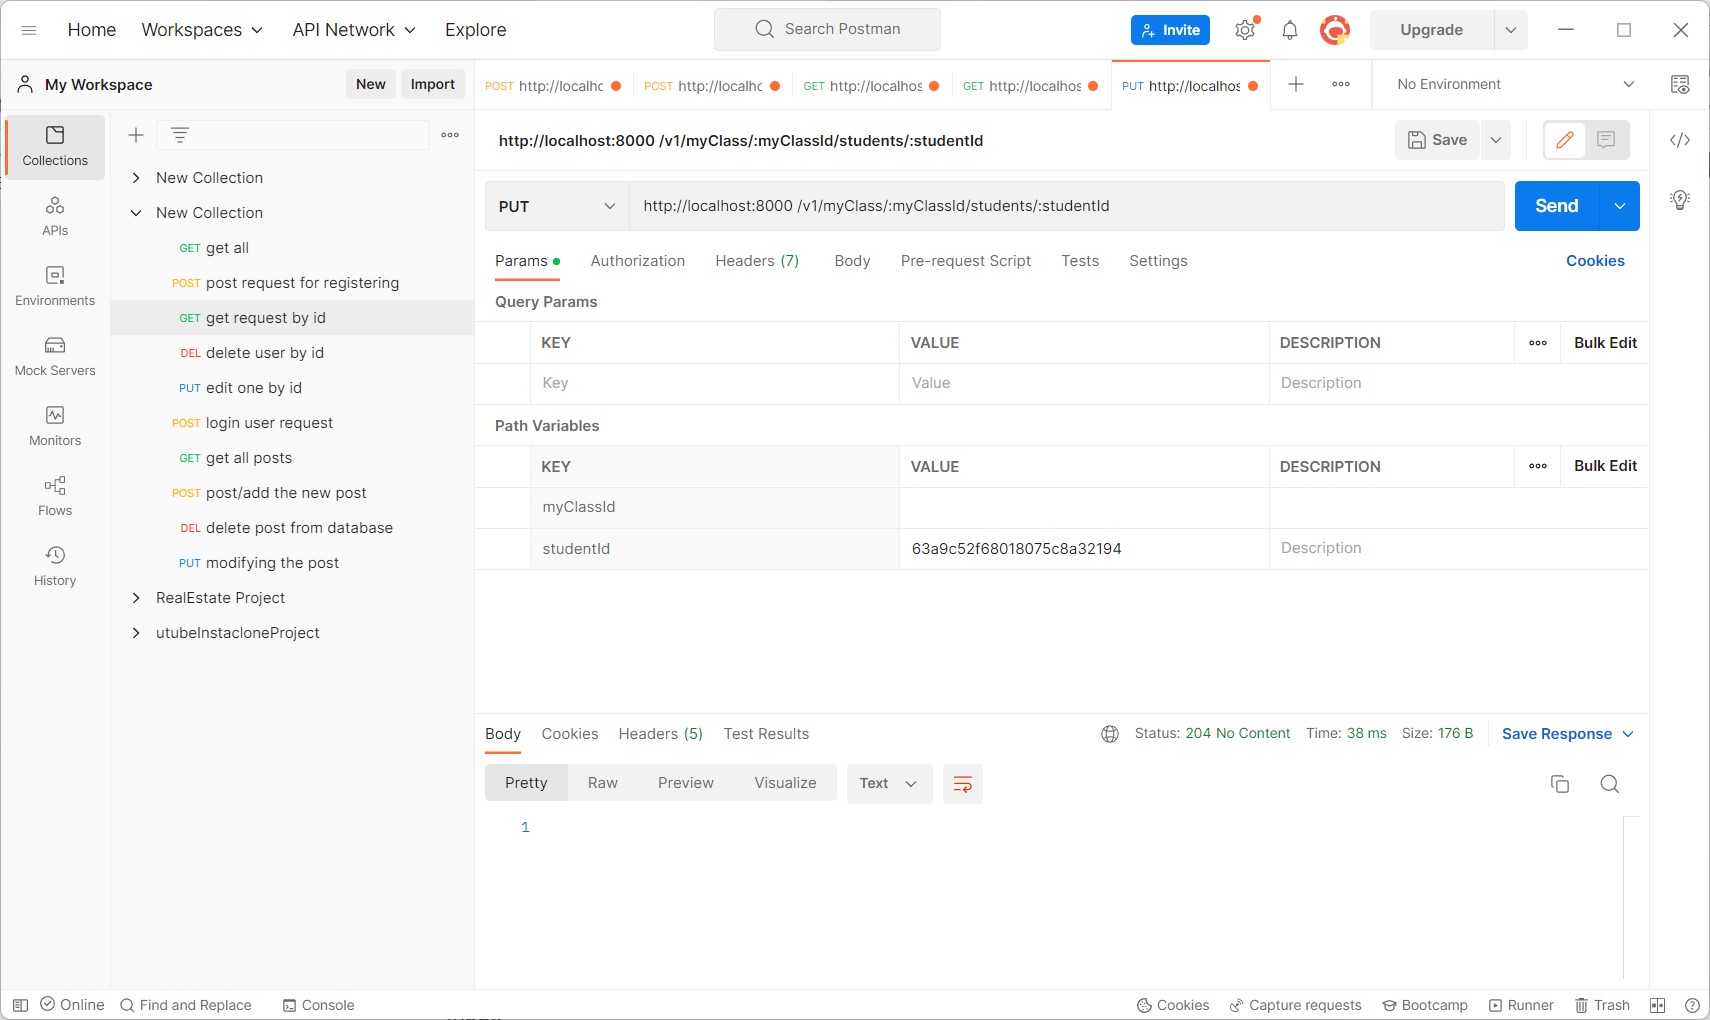 Home Workspaces API Network Explore Search Postman Invite Upgrade
My Workspace New Import
POST http://localhc POST http://localhc GET http://localhos GET http://localhos PUT http://localhos No Environment
Collections
APIs
Environments
Mock Servers
Monitors
Flows
History
New Collection
New Collection
GET get all
POST post request for registering
GET get request by id
DEL delete user by id
PUT edit one by id
POST login user request
GET get all posts
POST post/add the new post
DEL delete post from database
PUT modifying the post
RealEstate Project
utubeInstacloneProject
http://localhost:8000 /v1/myClass/:myClassId/students/:studentId Save
PUT http://localhost:8000 /v1/myClass/:myClassId/students/:studentId Send
Params Authorization Headers (7) Body Pre-request Script Tests Settings Cookies
Query Params
KEY VALUE DESCRIPTION Bulk Edit
Key Value Description
Path Variables
KEY VALUE DESCRIPTION Bulk Edit
myClassId
studentId 63a9c52f68018075c8a32194 Description
Body Cookies Headers (5) Test Results Status: 204 No Content Time: 38 ms Size: 176 B Save Response
Pretty Raw Preview Visualize Text
1
Online Find and Replace Console Cookies Capture requests Bootcamp Runner Trash